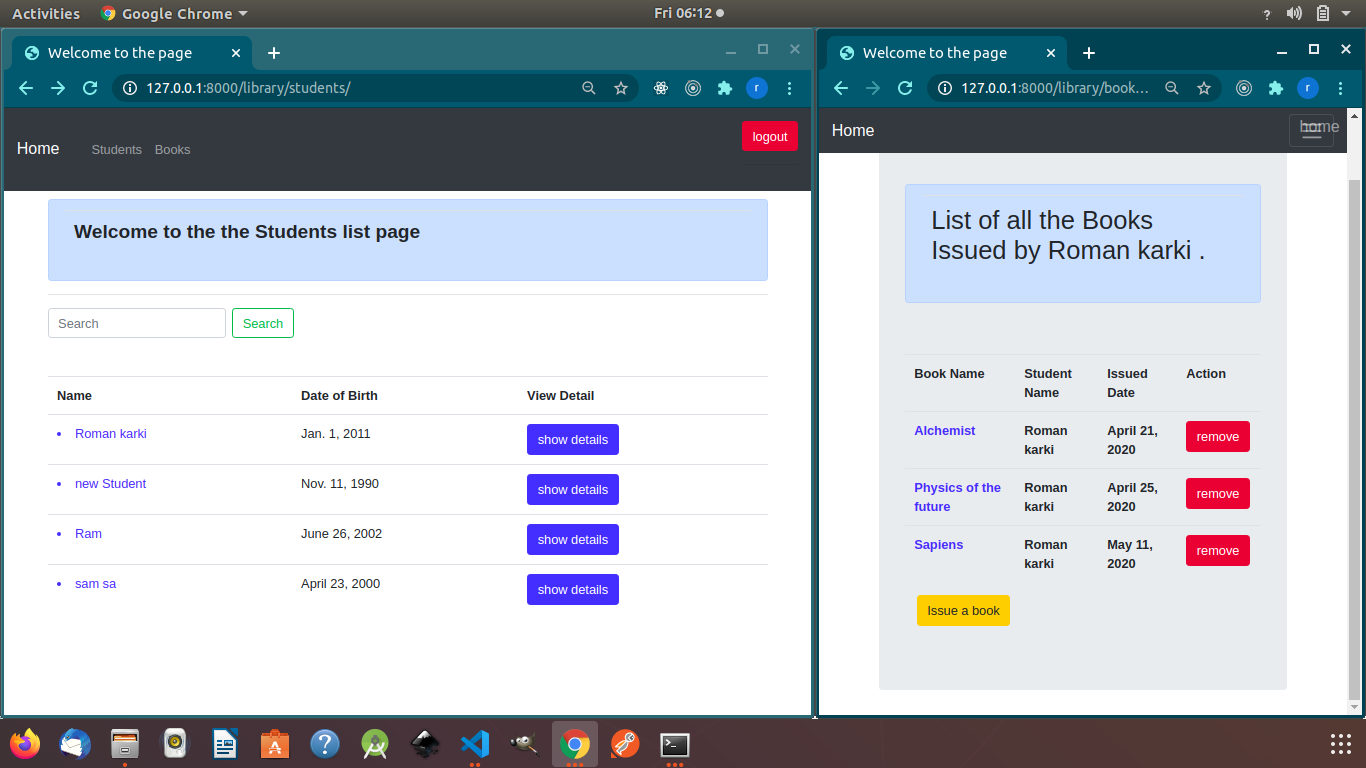 Activities Google Chrome Fri 06:12
Welcome to the page
127.0.0.1:8000/library/students/
r
Home Students Books logout
Welcome to the the Students list page
Search Search
Name Date of Birth View Detail
Roman karki Jan. 1, 2011 show details
new Student Nov. 11, 1990 show details
Ram June 26, 2002 show details
sam sa April 23, 2000 show details
Welcome to the page
127.0.0.1:8000/library/book...
r
Home home
List of all the Books
Issued by Roman karki .
Book Name Student Name Issued Date Action
Alchemist Roman karki April 21, 2020 remove
Physics of the future Roman karki April 25, 2020 remove
Sapiens Roman karki May 11, 2020 remove
Issue a book